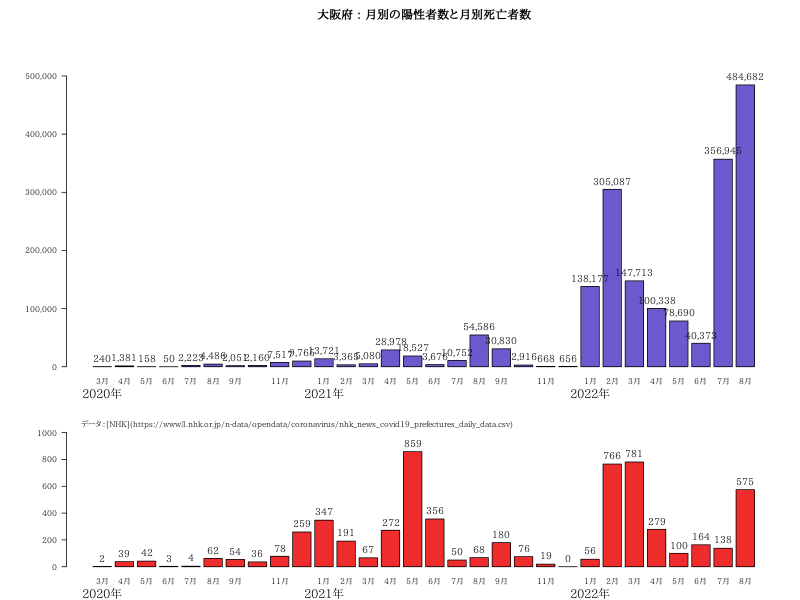 大阪府 : 月別の陽性者数と月別死亡者数
500,000
400,000
300,000
200,000
100,000
0
240 1,381 158 50 2,223 4,486 2,051 2,160 7,517 9,766 13,721 3,365 5,080 28,978 18,527 3,676 10,752 54,586 30,830 2,916 668 656 138,177 305,087 147,713 100,338 78,690 40,373 356,945 484,682
3月 4月 5月 6月 7月 8月 9月 11月 1月 2月 3月 4月 5月 6月 7月 8月 9月 11月 1月 2月 3月 4月 5月 6月 7月 8月
2020年 2021年 2022年
データ:[NHK](https://www3.nhk.or.jp/n-data/opendata/coronavirus/nhk_news_covid19_prefectures_daily_data.csv)
1000
800
600
400
200
0
2 39 42 3 4 62 54 36 78 259 347 191 67 272 859 356 50 68 180 76 19 0 56 766 781 279 100 164 138 575
3月 4月 5月 6月 7月 8月 9月 11月 1月 2月 3月 4月 5月 6月 7月 8月 9月 11月 1月 2月 3月 4月 5月 6月 7月 8月
2020年 2021年 2022年